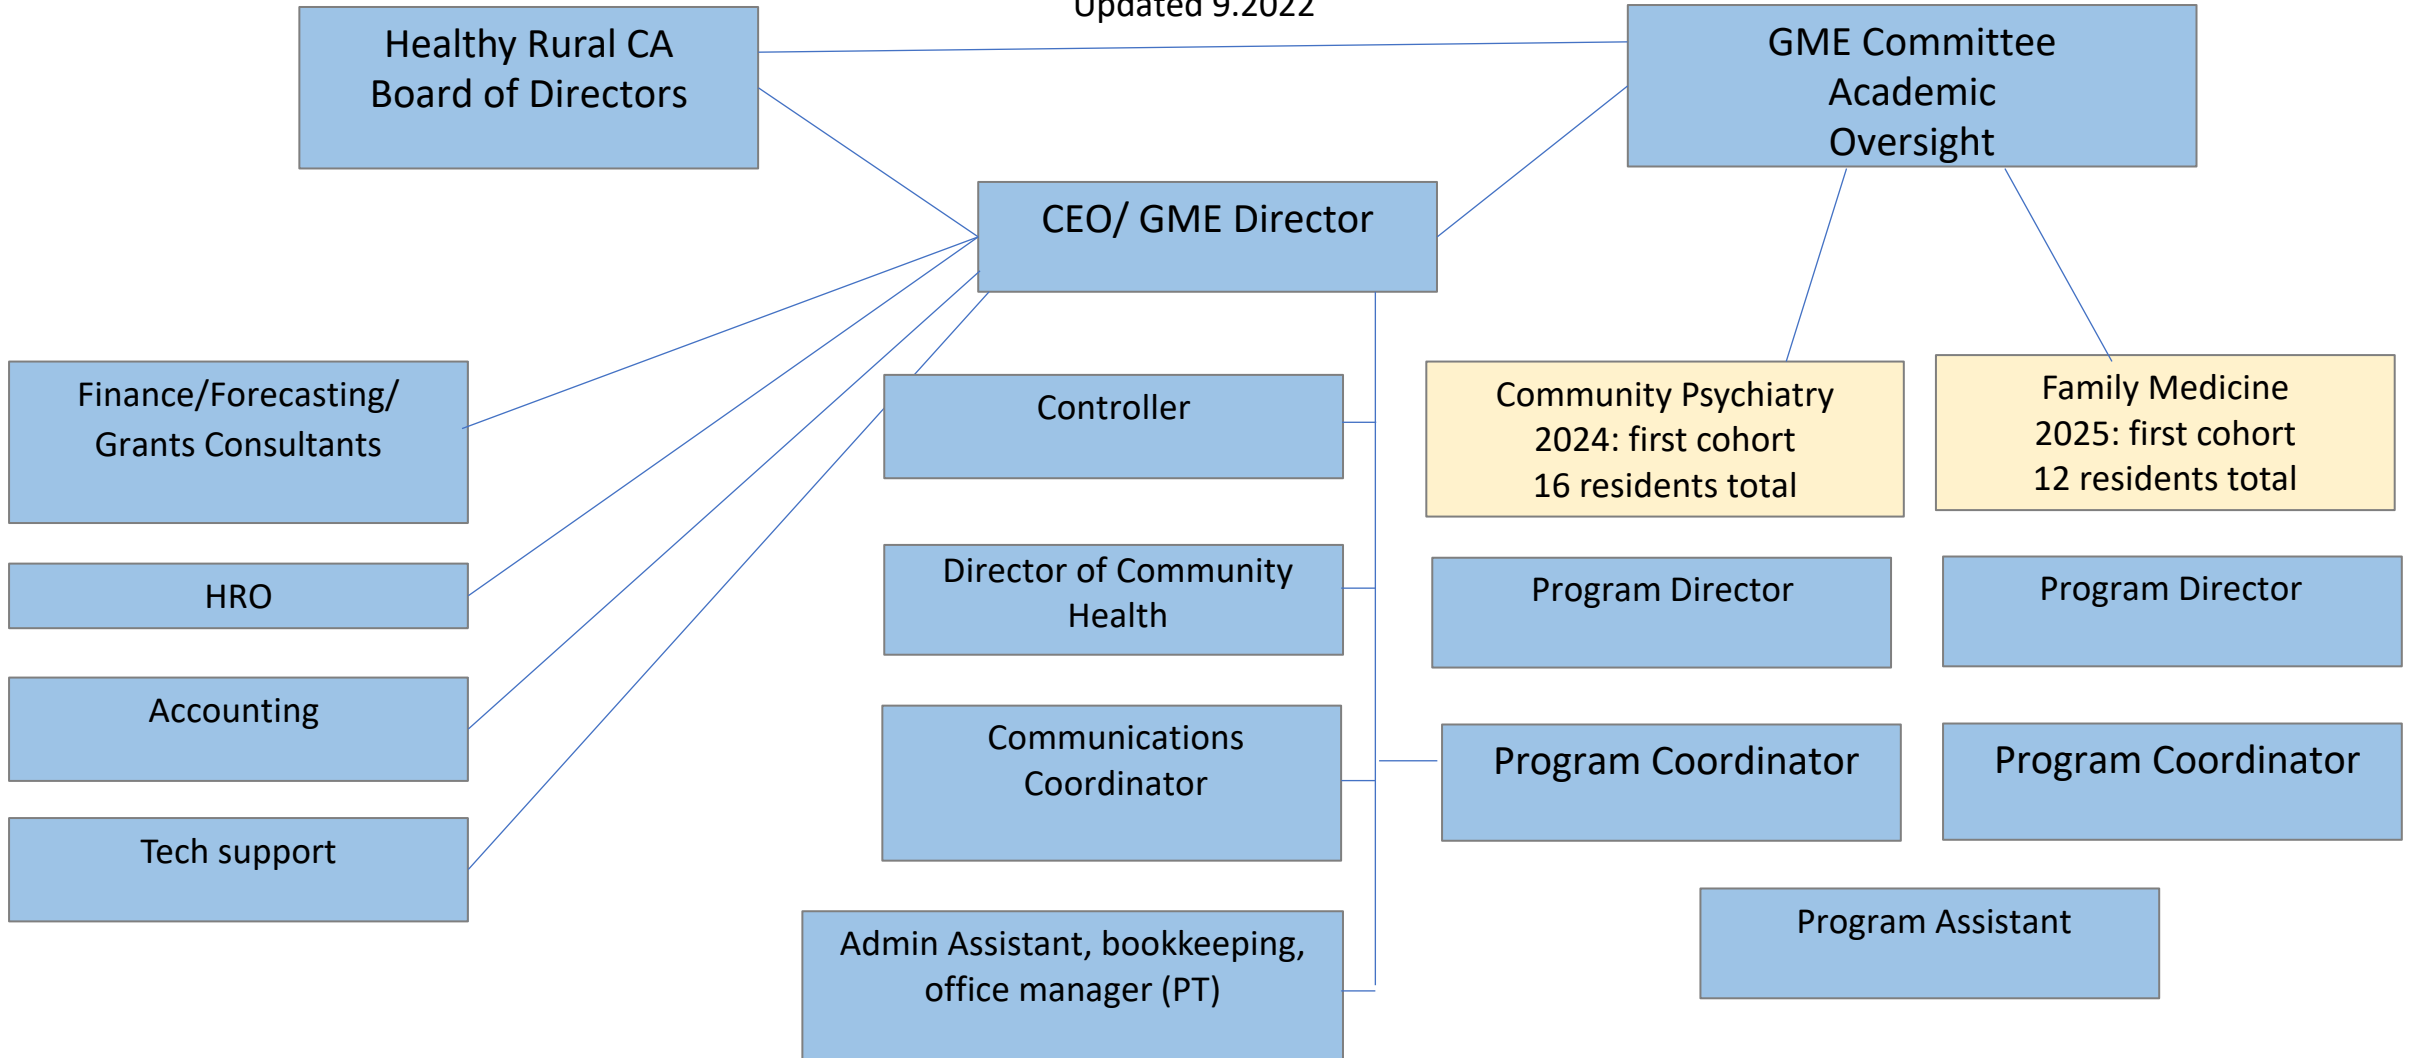 Updated 9.2022
Healthy Rural CA
Board of Directors
GME Committee
Academic
Oversight
CEO/ GME Director
Finance/Forecasting/
Grants Consultants
HRO
Accounting
Tech support
Controller
Director of Community
Health
Communications
Coordinator
Admin Assistant, bookkeeping,
office manager (PT)
Community Psychiatry
2024: first cohort
16 residents total
Program Director
Program Coordinator
Family Medicine
2025: first cohort
12 residents total
Program Director
Program Coordinator
Program Assistant